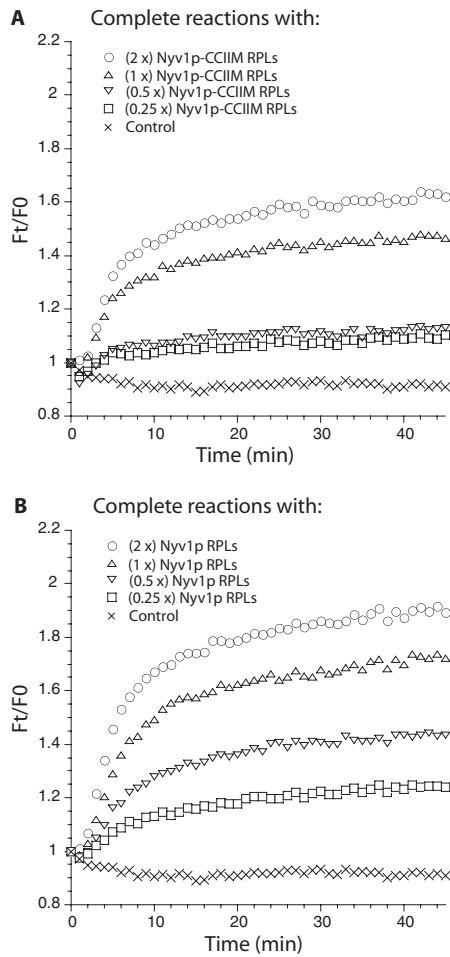 A Complete reactions with:
2.2
(2 x) Nyv1p-CCIIM RPLs
(1 x) Nyv1p-CCIIM RPLs
2
(0.5 x) Nyv1p-CCIIM RPLs
(0.25 x) Nyv1p-CCIIM RPLs
1.8
Control
Ft/F0
1.6
1.4
1.2
1
0.8
0 10 20 30 40
Time (min)
B Complete reactions with:
2.2
(2 x) Nyv1p RPLs
(1 x) Nyv1p RPLs
2
(0.5 x) Nyv1p RPLs
(0.25 x) Nyv1p RPLs
1.8
Control
Ft/F0
1.6
1.4
1.2
1
0.8
0 10 20 30 40
Time (min)